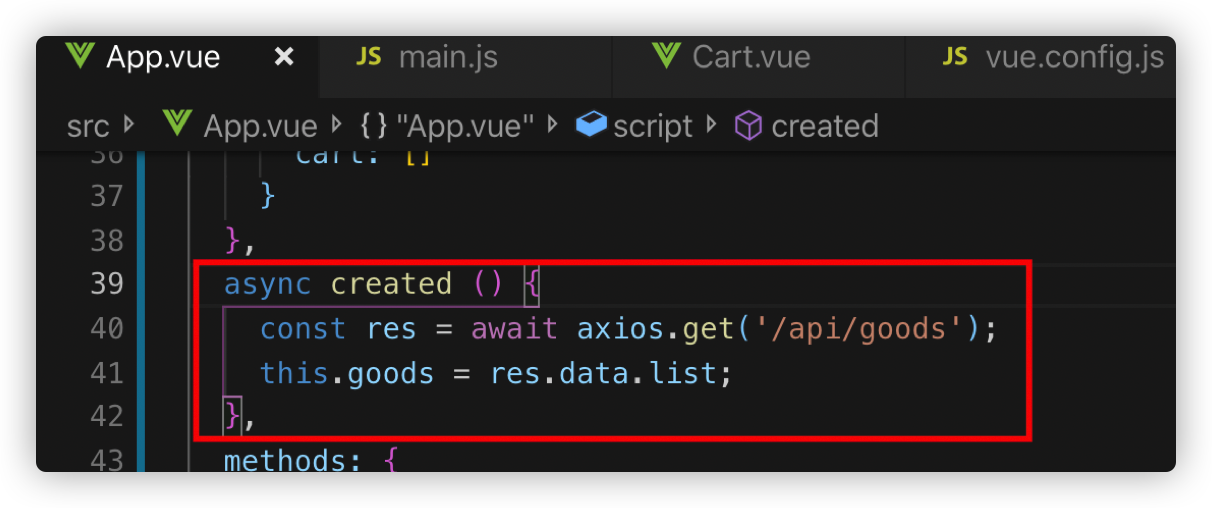 App.vue × JS main.js Cart.vue JS vue.config.js
src App.vue {} "App.vue" script created
36 cart: []
37 }
38 },
39 async created () {
40 const res = await axios.get('/api/goods');
41 this.goods = res.data.list;
42 },
43 methods: {